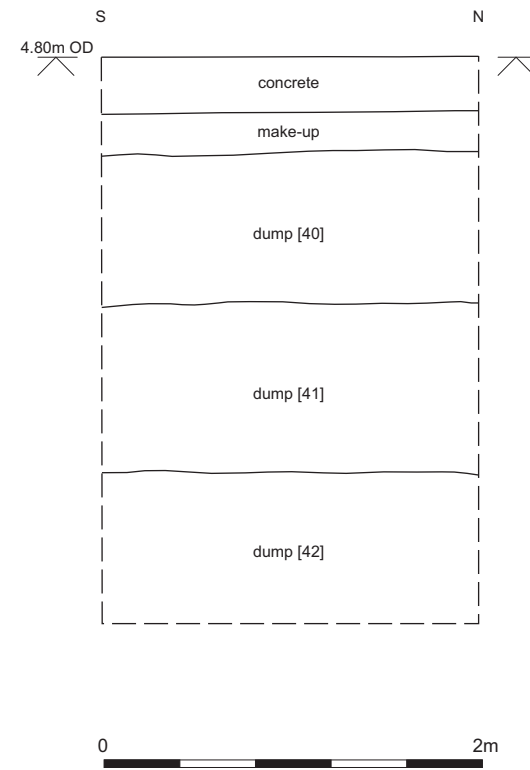 S N
4.80m OD
concrete
make-up
dump [40]
dump [41]
dump [42]
0 2m